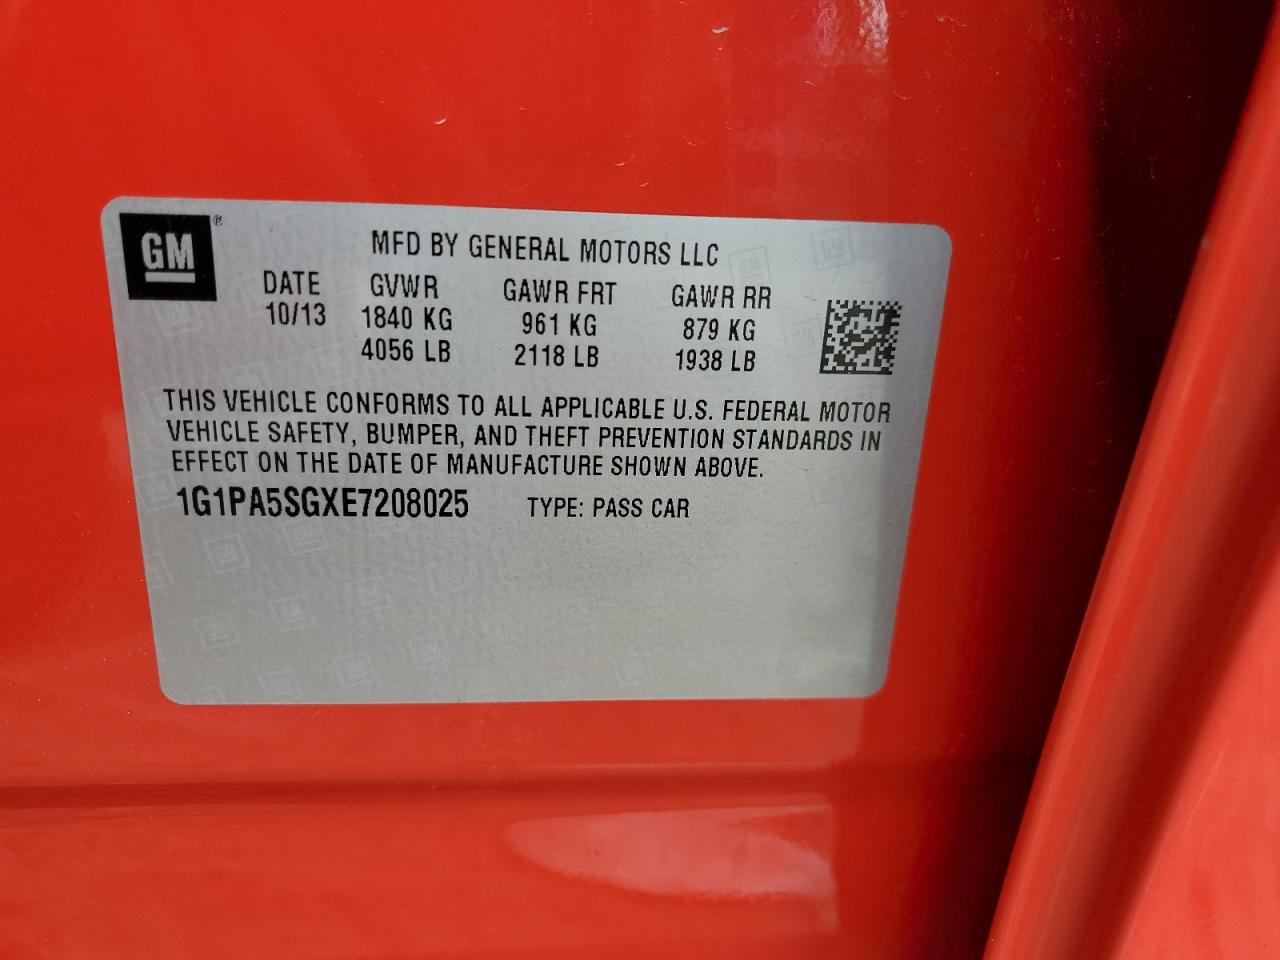 GM®
MFD BY GENERAL MOTORS LLC
DATE GVWR GAWR FRT GAWR RR
10/13 1840 KG 961 KG 879 KG
4056 LB 2118 LB 1938 LB
THIS VEHICLE CONFORMS TO ALL APPLICABLE U.S. FEDERAL MOTOR
VEHICLE SAFETY, BUMPER, AND THEFT PREVENTION STANDARDS IN
EFFECT ON THE DATE OF MANUFACTURE SHOWN ABOVE.
1G1PA5SGXE7208025 TYPE: PASS CAR